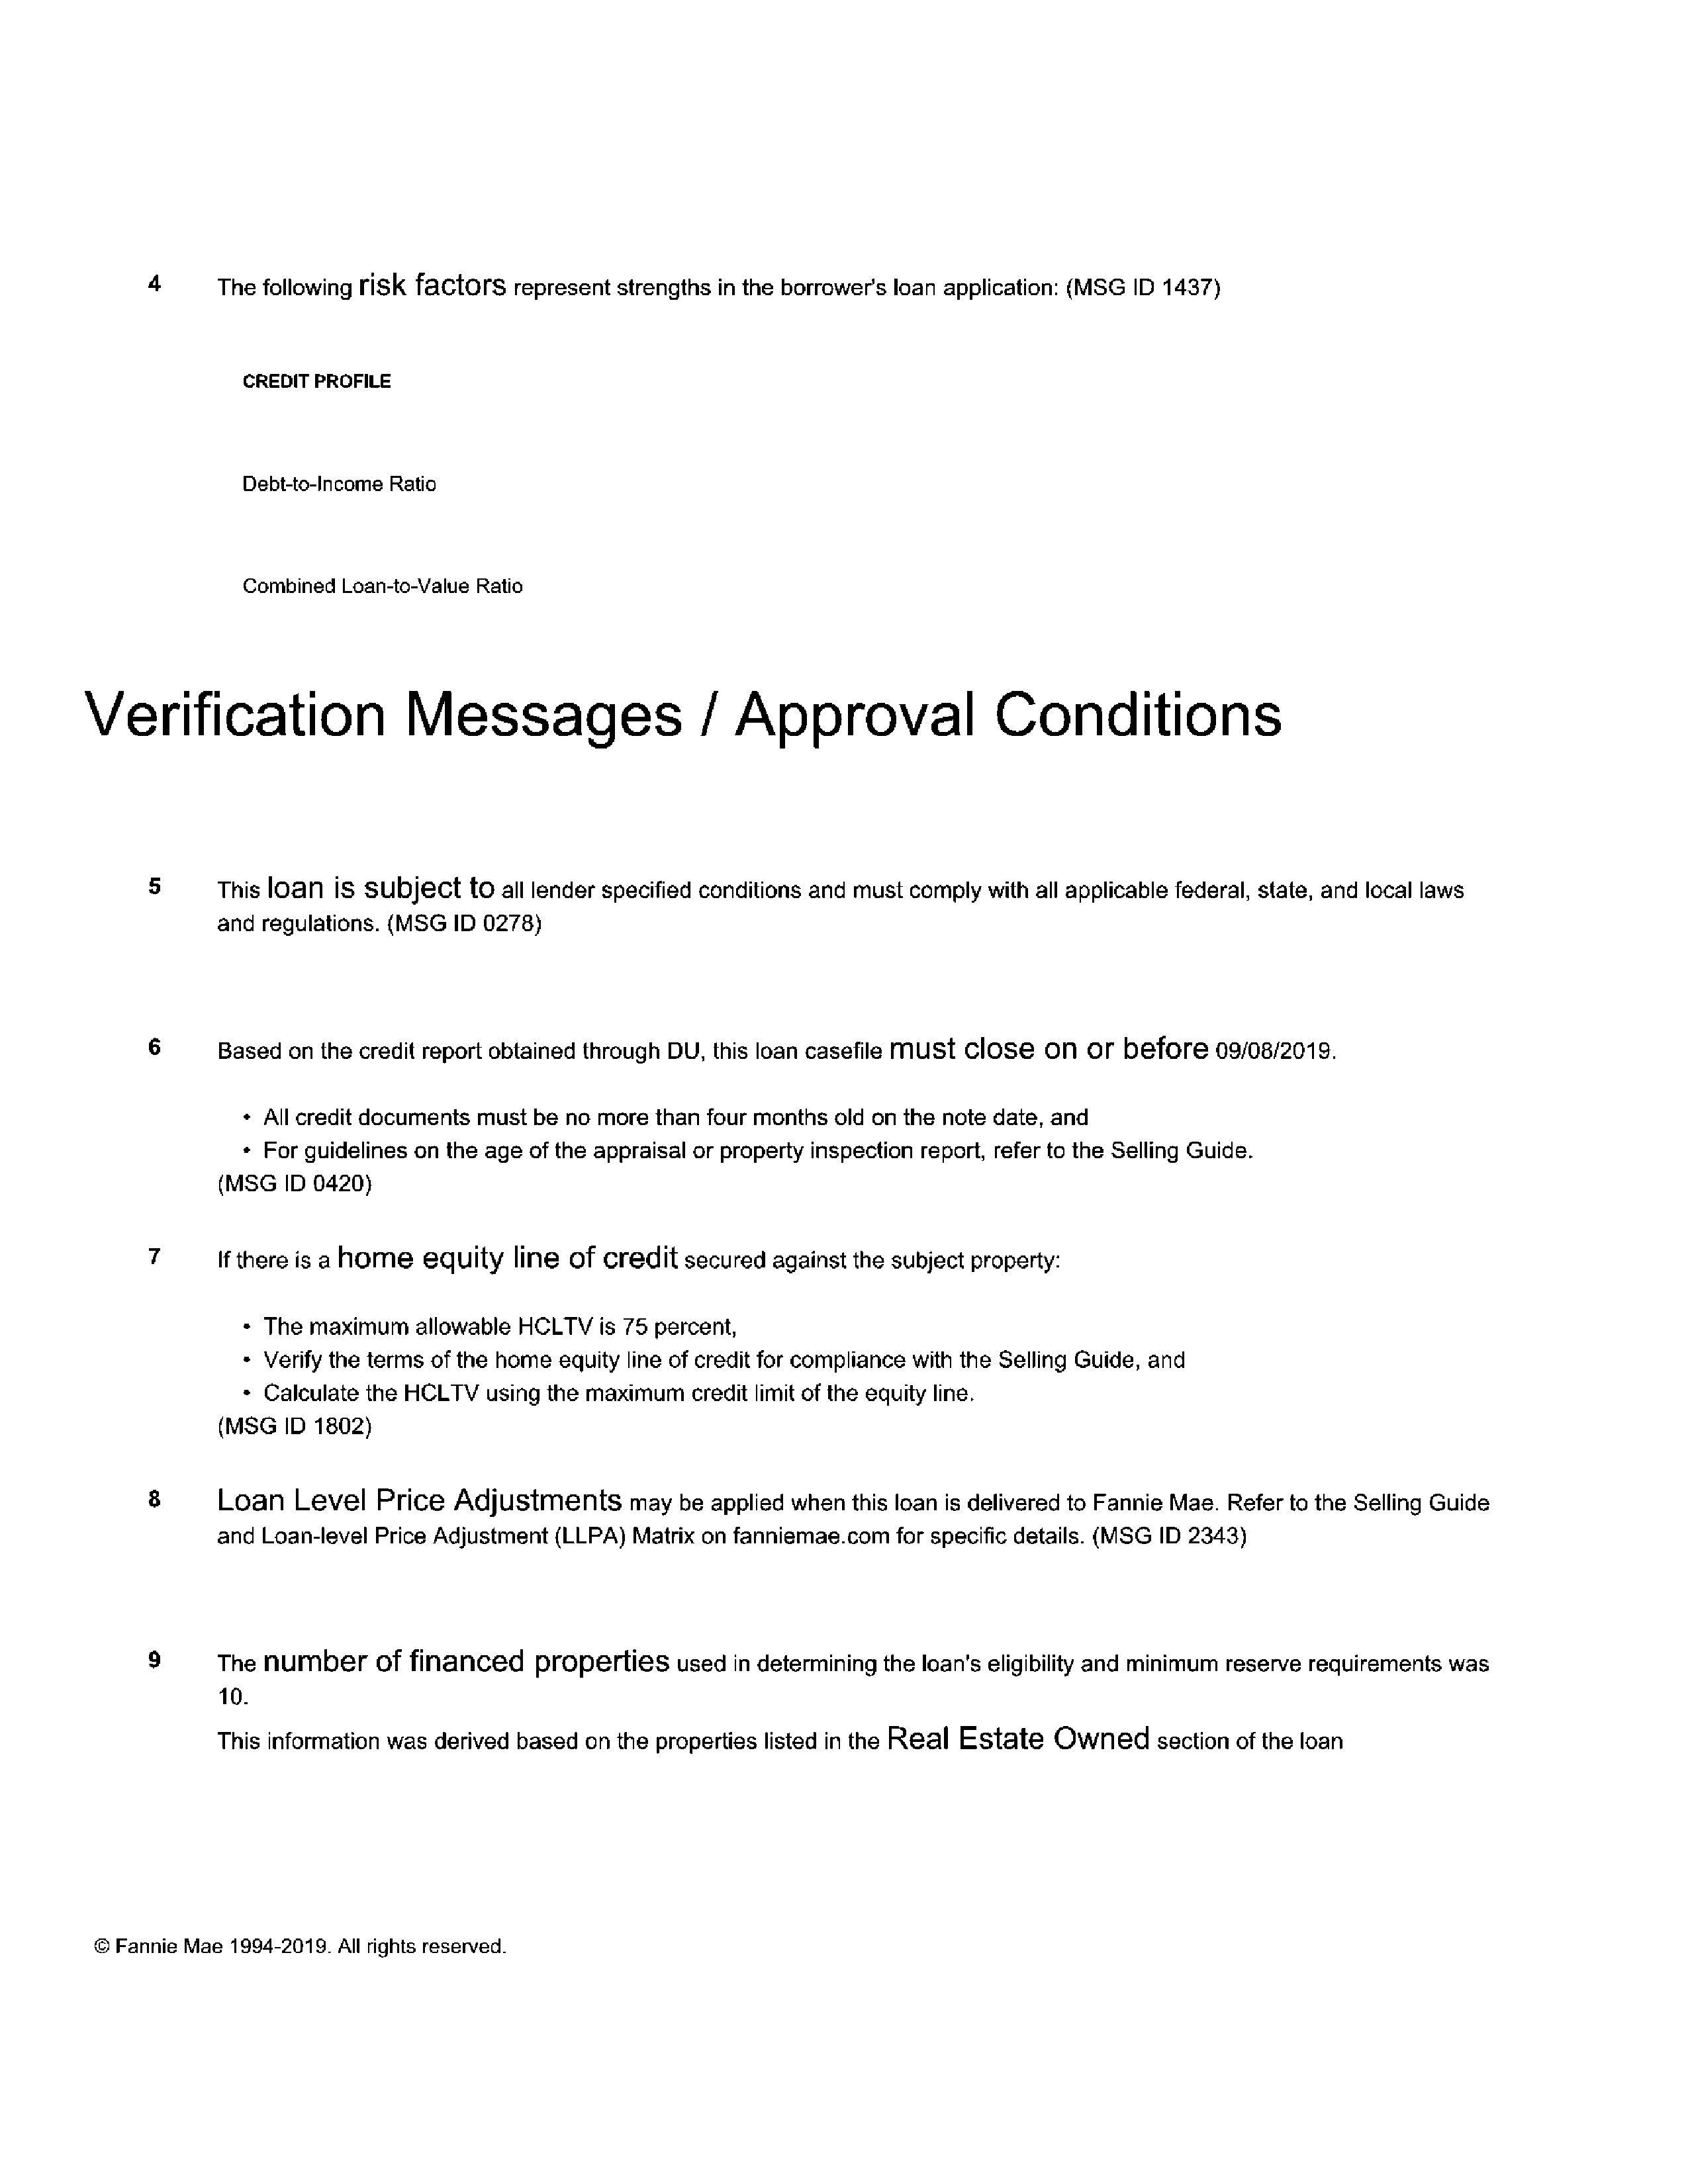 4 The following risk factors represent strengths in the borrower's loan application: (MSG ID 1437)
CREDIT PROFILE
Debt-to-Income Ratio
Combined Loan-to-Value Ratio
Verification Messages / Approval Conditions
5 This loan is subject to all lender specified conditions and must comply with all applicable federal, state, and local laws
and regulations. (MSG ID 0278)
6 Based on the credit report obtained through DU, this loan casefile must close on or before 09/08/2019.
• All credit documents must be no more than four months old on the note date, and
• For guidelines on the age of the appraisal or property inspection report, refer to the Selling Guide.
(MSG ID 0420)
7 If there is a home equity line of credit secured against the subject property:
• The maximum allowable HCLTV is 75 percent,
• Verify the terms of the home equity line of credit for compliance with the Selling Guide, and
• Calculate the HCLTV using the maximum credit limit of the equity line.
(MSG ID 1802)
8 Loan Level Price Adjustments may be applied when this loan is delivered to Fannie Mae. Refer to the Selling Guide
and Loan-level Price Adjustment (LLPA) Matrix on fanniemae.com for specific details. (MSG ID 2343)
9 The number of financed properties used in determining the loan's eligibility and minimum reserve requirements was
10.
This information was derived based on the properties listed in the Real Estate Owned section of the loan
© Fannie Mae 1994-2019. All rights reserved.